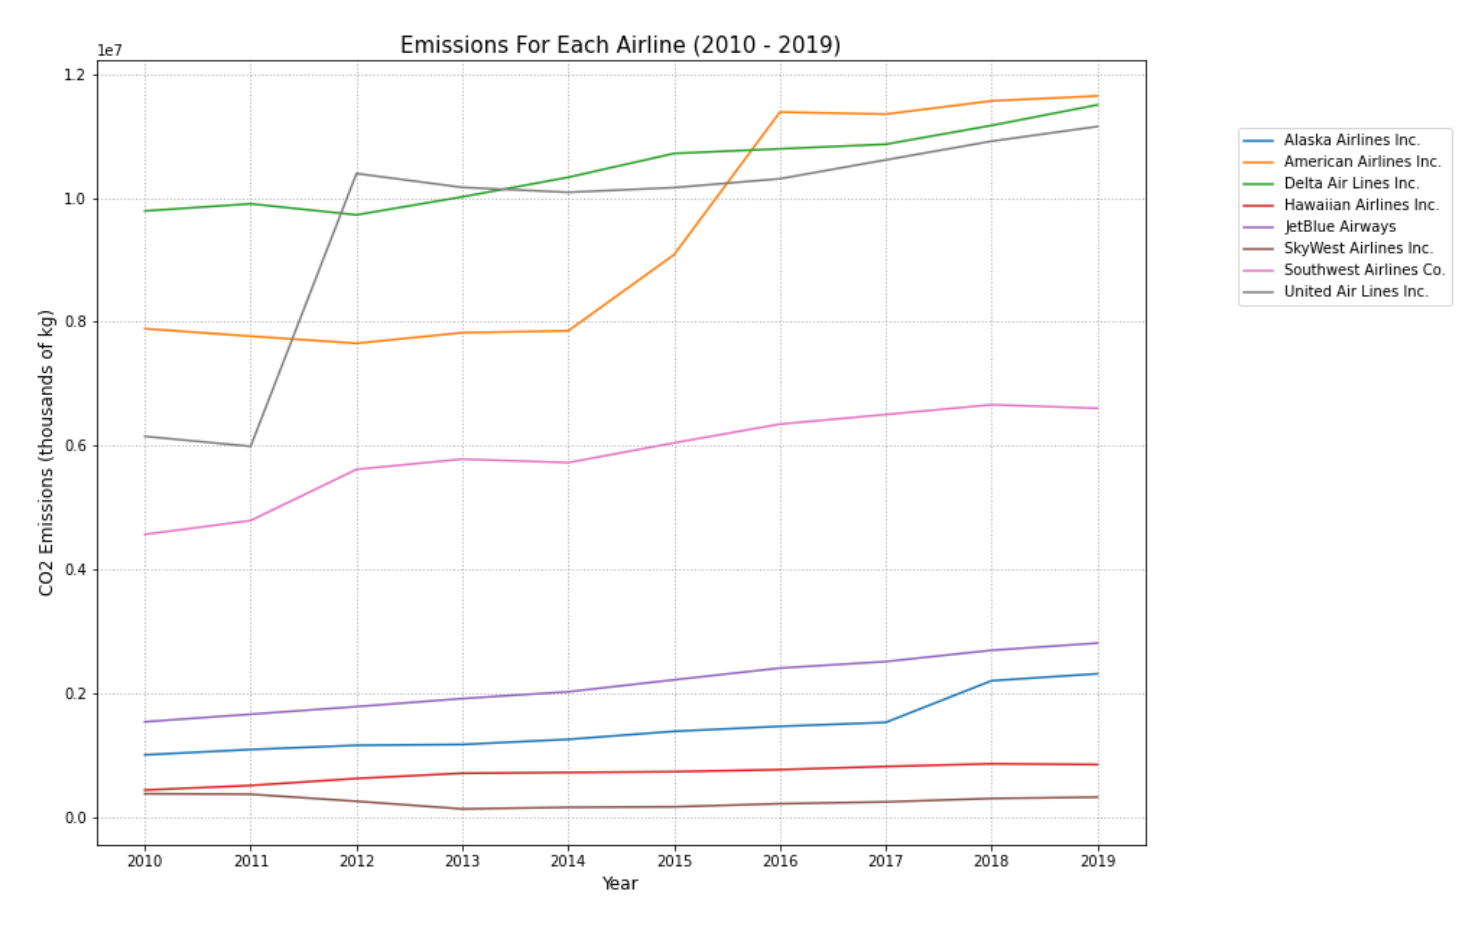 Emissions For Each Airline (2010 - 2019)
1e7
1.2
1.0
0.8
0.6
0.4
0.2
0.0
CO2 Emissions (thousands of kg)
2010 2011 2012 2013 2014 2015 2016 2017 2018 2019
Year
Alaska Airlines Inc.
American Airlines Inc.
Delta Air Lines Inc.
Hawaiian Airlines Inc.
JetBlue Airways
SkyWest Airlines Inc.
Southwest Airlines Co.
United Air Lines Inc.